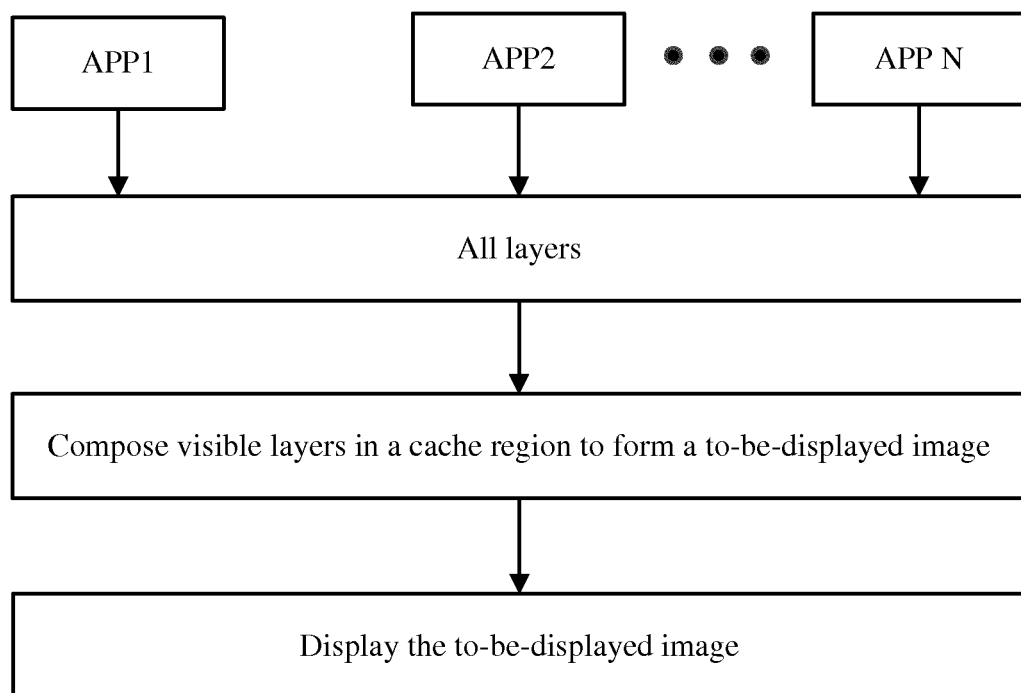 APP1
APP2
APP N
All layers
Compose visible layers in a cache region to form a to-be-displayed image
Display the to-be-displayed image